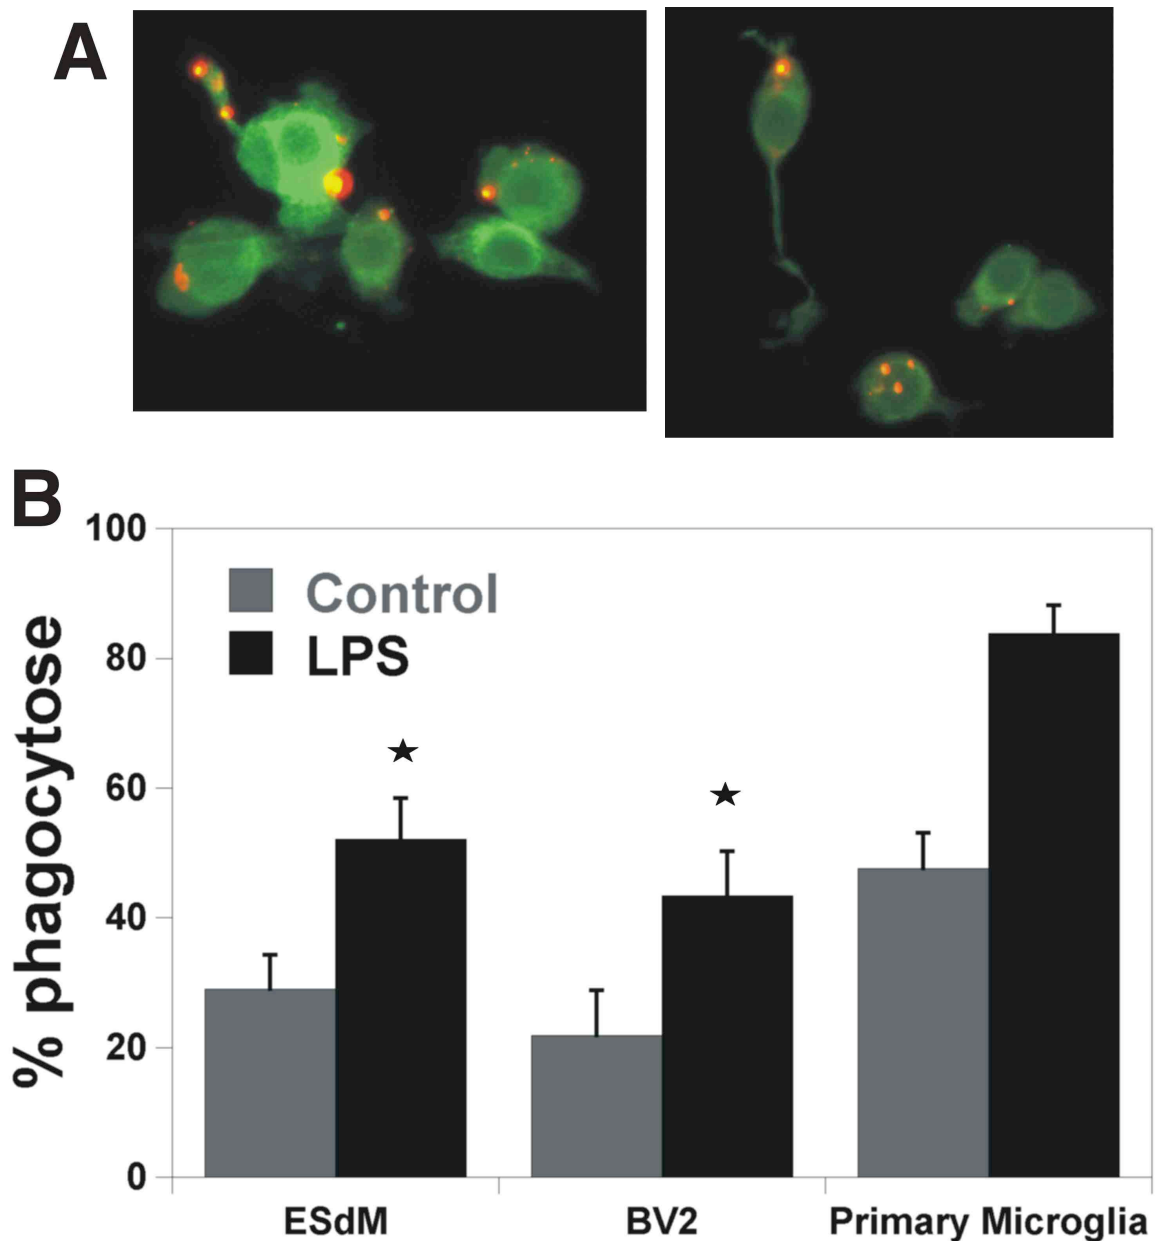 A
B
% phagocytose
100
80
60
40
20
0
Control
LPS
★
★
ESdM
BV2
Primary Microglia